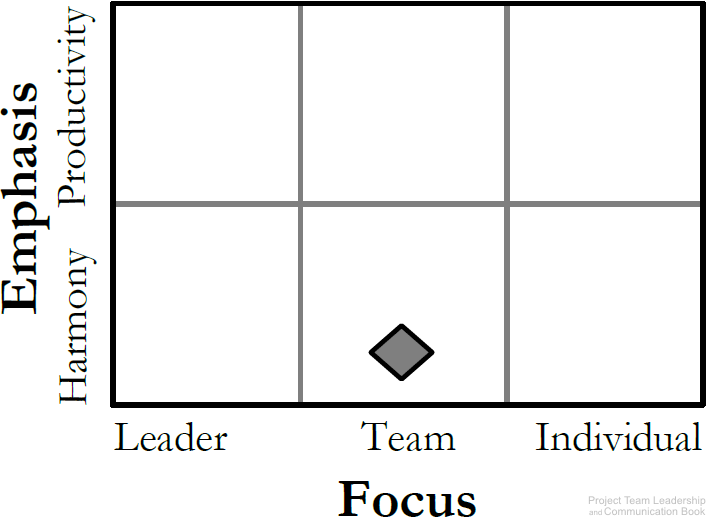 Emphasis
Productivity
Harmony
Leader Team Individual
Focus
Project Team Leadership
and Communication Book